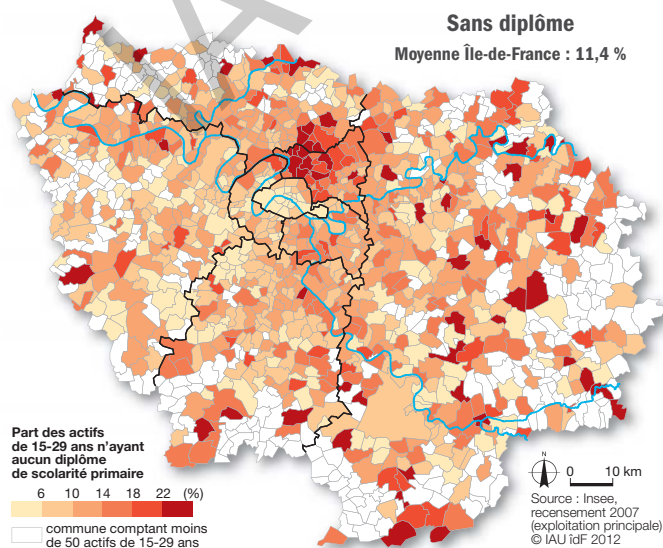 Sans diplôme
Moyenne Île-de-France : 11,4 %
Part des actifs
de 15-29 ans n'ayant
aucun diplôme
de scolarité primaire
6 10 14 18 22 (%)
commune comptant moins
de 50 actifs de 15-29 ans
N
0 10 km
Source : Insee,
recensement 2007
(exploitation principale)
© IAU îdF 2012